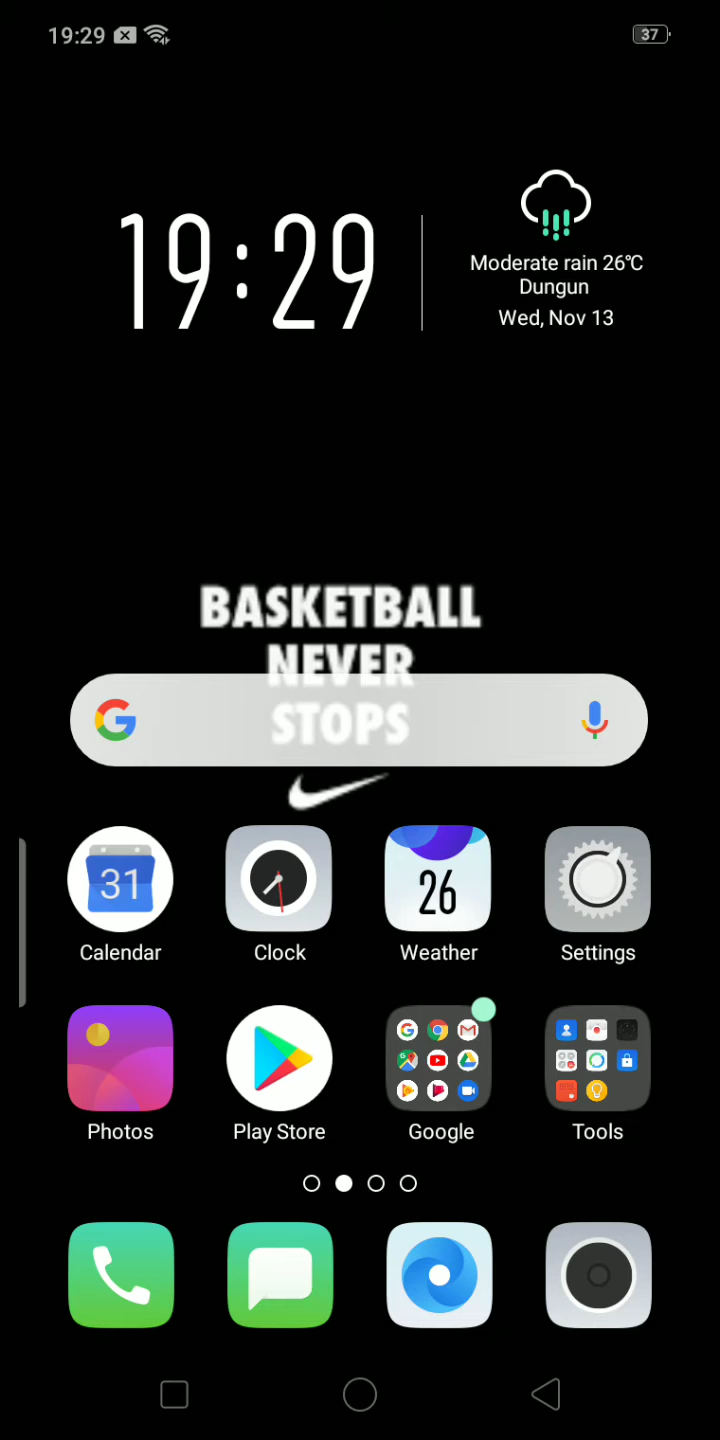 19:29
37
19:29
Moderate rain 26℃
Dungun
Wed, Nov 13
BASKETBALL
NEVER
STOPS
31
26
Calendar
Clock
Weather
Settings
Photos
Play Store
Google
Tools